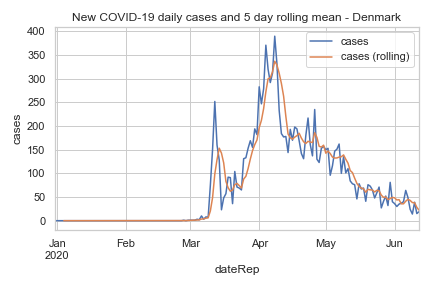 New COVID-19 daily cases and 5 day rolling mean - Denmark
400
350
300
250
200
150
100
50
0
cases
cases
cases (rolling)
Jan Feb Mar Apr May Jun
2020
dateRep